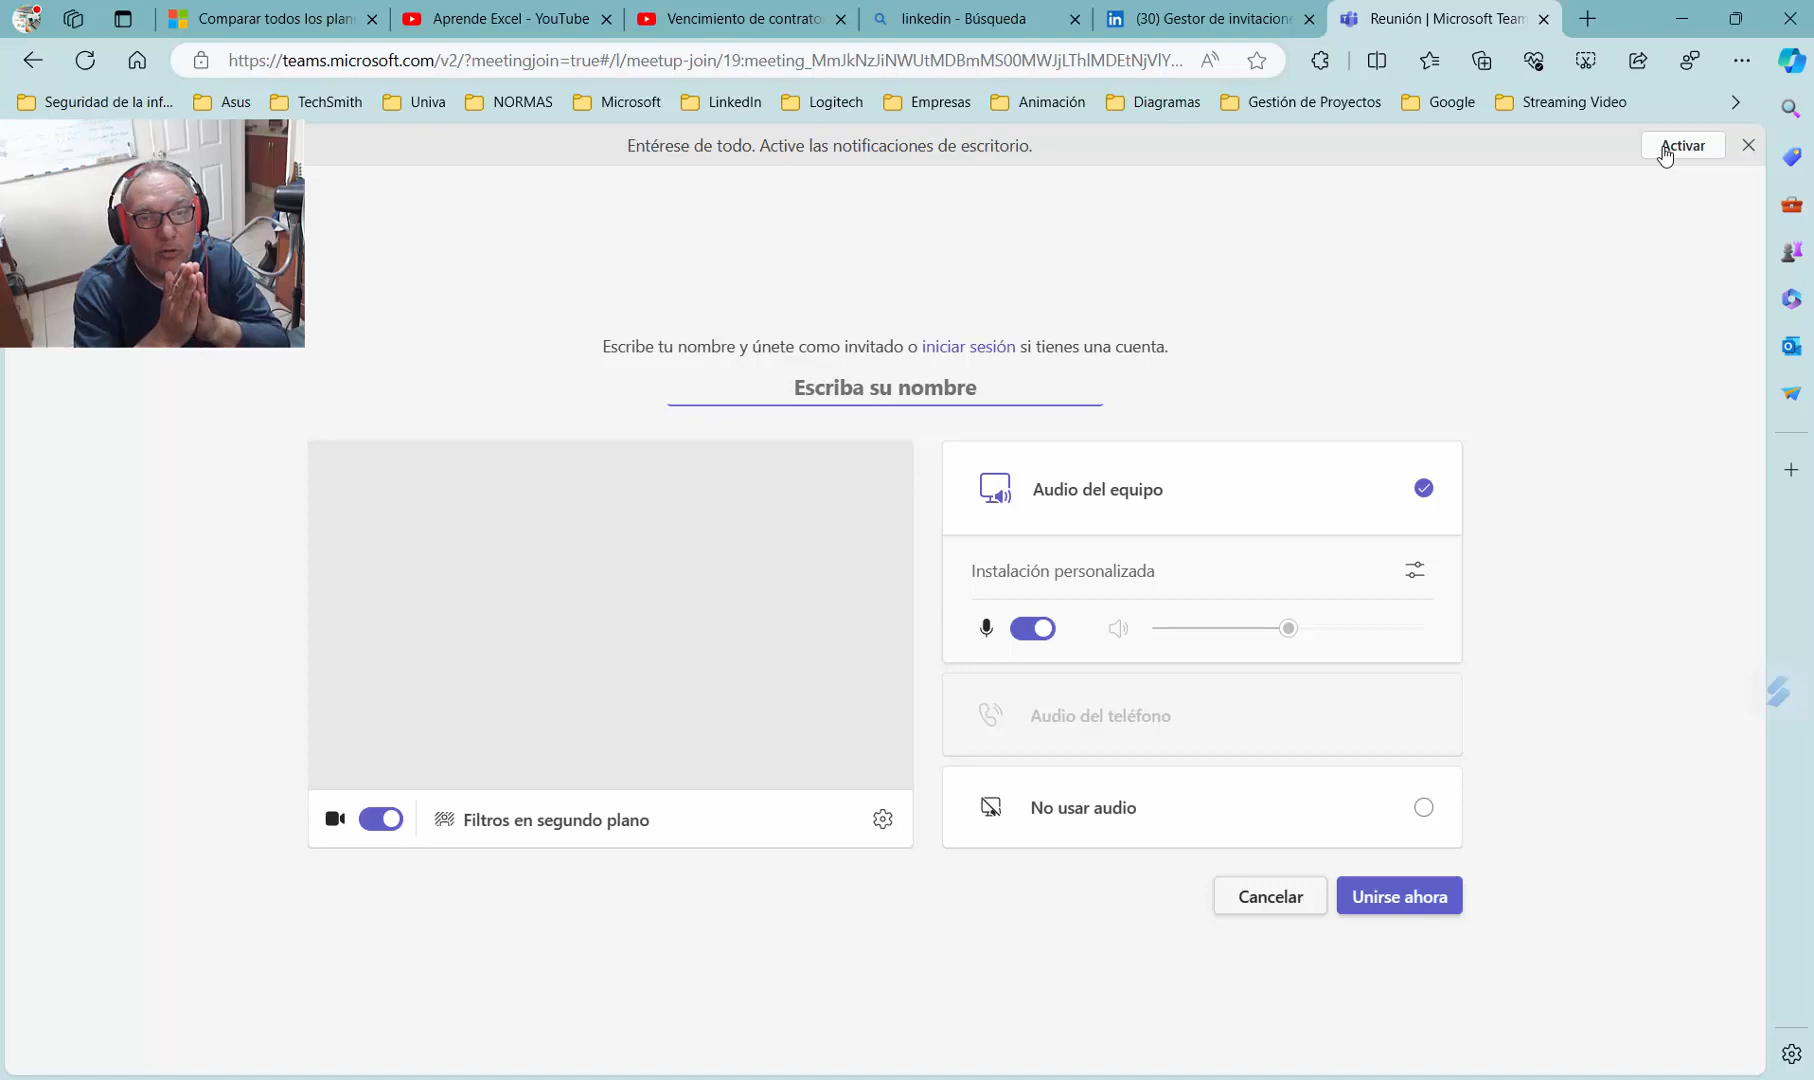 Comparar todos los plan
Aprende Excel - YouTube
Vencimiento de contrato
linkedin - Búsqueda
(30) Gestor de invitacione
Reunión | Microsoft Team
https://teams.microsoft.com/v2/?meetingjoin=true#/l/meetup-join/19:meeting_MmJkNzJiNWUtMDBmMS00MWJjLThlMDEtNjVlY...
Seguridad de la inf...
Asus
TechSmith
Univa
NORMAS
Microsoft
LinkedIn
Logitech
Empresas
Animación
Diagramas
Gestión de Proyectos
Google
Streaming Video
Entérese de todo. Active las notificaciones de escritorio.
Activar
Escribe tu nombre y únete como invitado o iniciar sesión si tienes una cuenta.
Escriba su nombre
Audio del equipo
Instalación personalizada
Audio del teléfono
Filtros en segundo plano
No usar audio
Cancelar
Unirse ahora